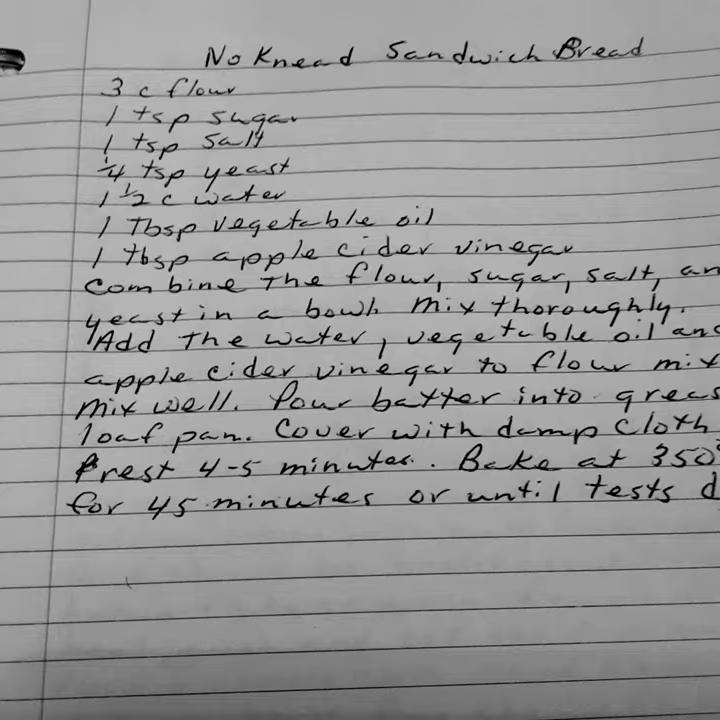 No Knead Sandwich Bread
3 c flour
1 tsp sugar
1 tsp salt
1/4 tsp yeast
1 1/2 c water
1 Tbsp vegetable oil
1 tbsp apple cider vinegar
Combine the flour, sugar, salt, an
yeast in a bowl. Mix thoroughly.
Add the water, vegetable oil and
apple cider vinegar to flour mix
mix well. Pour batter into greas
loaf pan. Cover with damp cloth
rest 4-5 minutes. Bake at 350°
for 45 minutes or until tests d